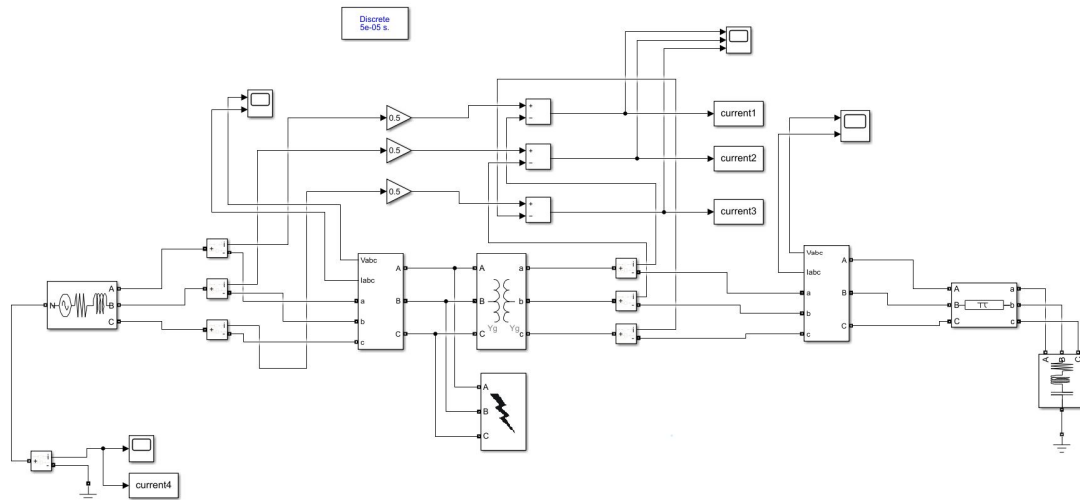 Discrete
5e-05 s.
0.5
+
−
current1
0.5
+
−
current2
0.5
+
−
current3
+
i
-
Vabc
Iabc
A
B
C
a
b
c
A
B
C
a
b
c
Yg Yg
+
i
-
Vabc
Iabc
A
B
C
a
b
c
N
A
B
C
+
i
-
+
i
-
+
i
-
+
i
-
A
B
C
a
b
c
A
B
C
A
B
C
+
i
-
current4